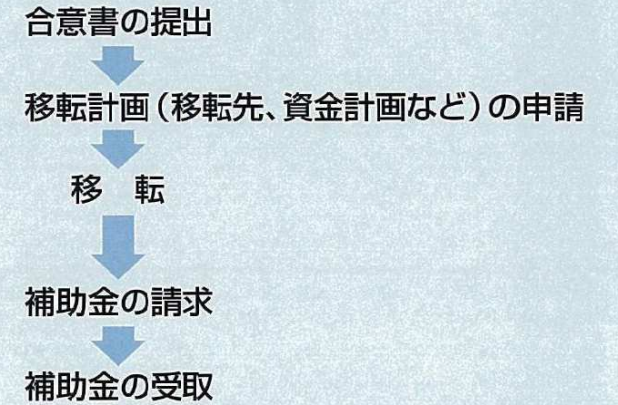 合意書の提出
移転計画(移転先、資金計画など)の申請
移　転
補助金の請求
補助金の受取